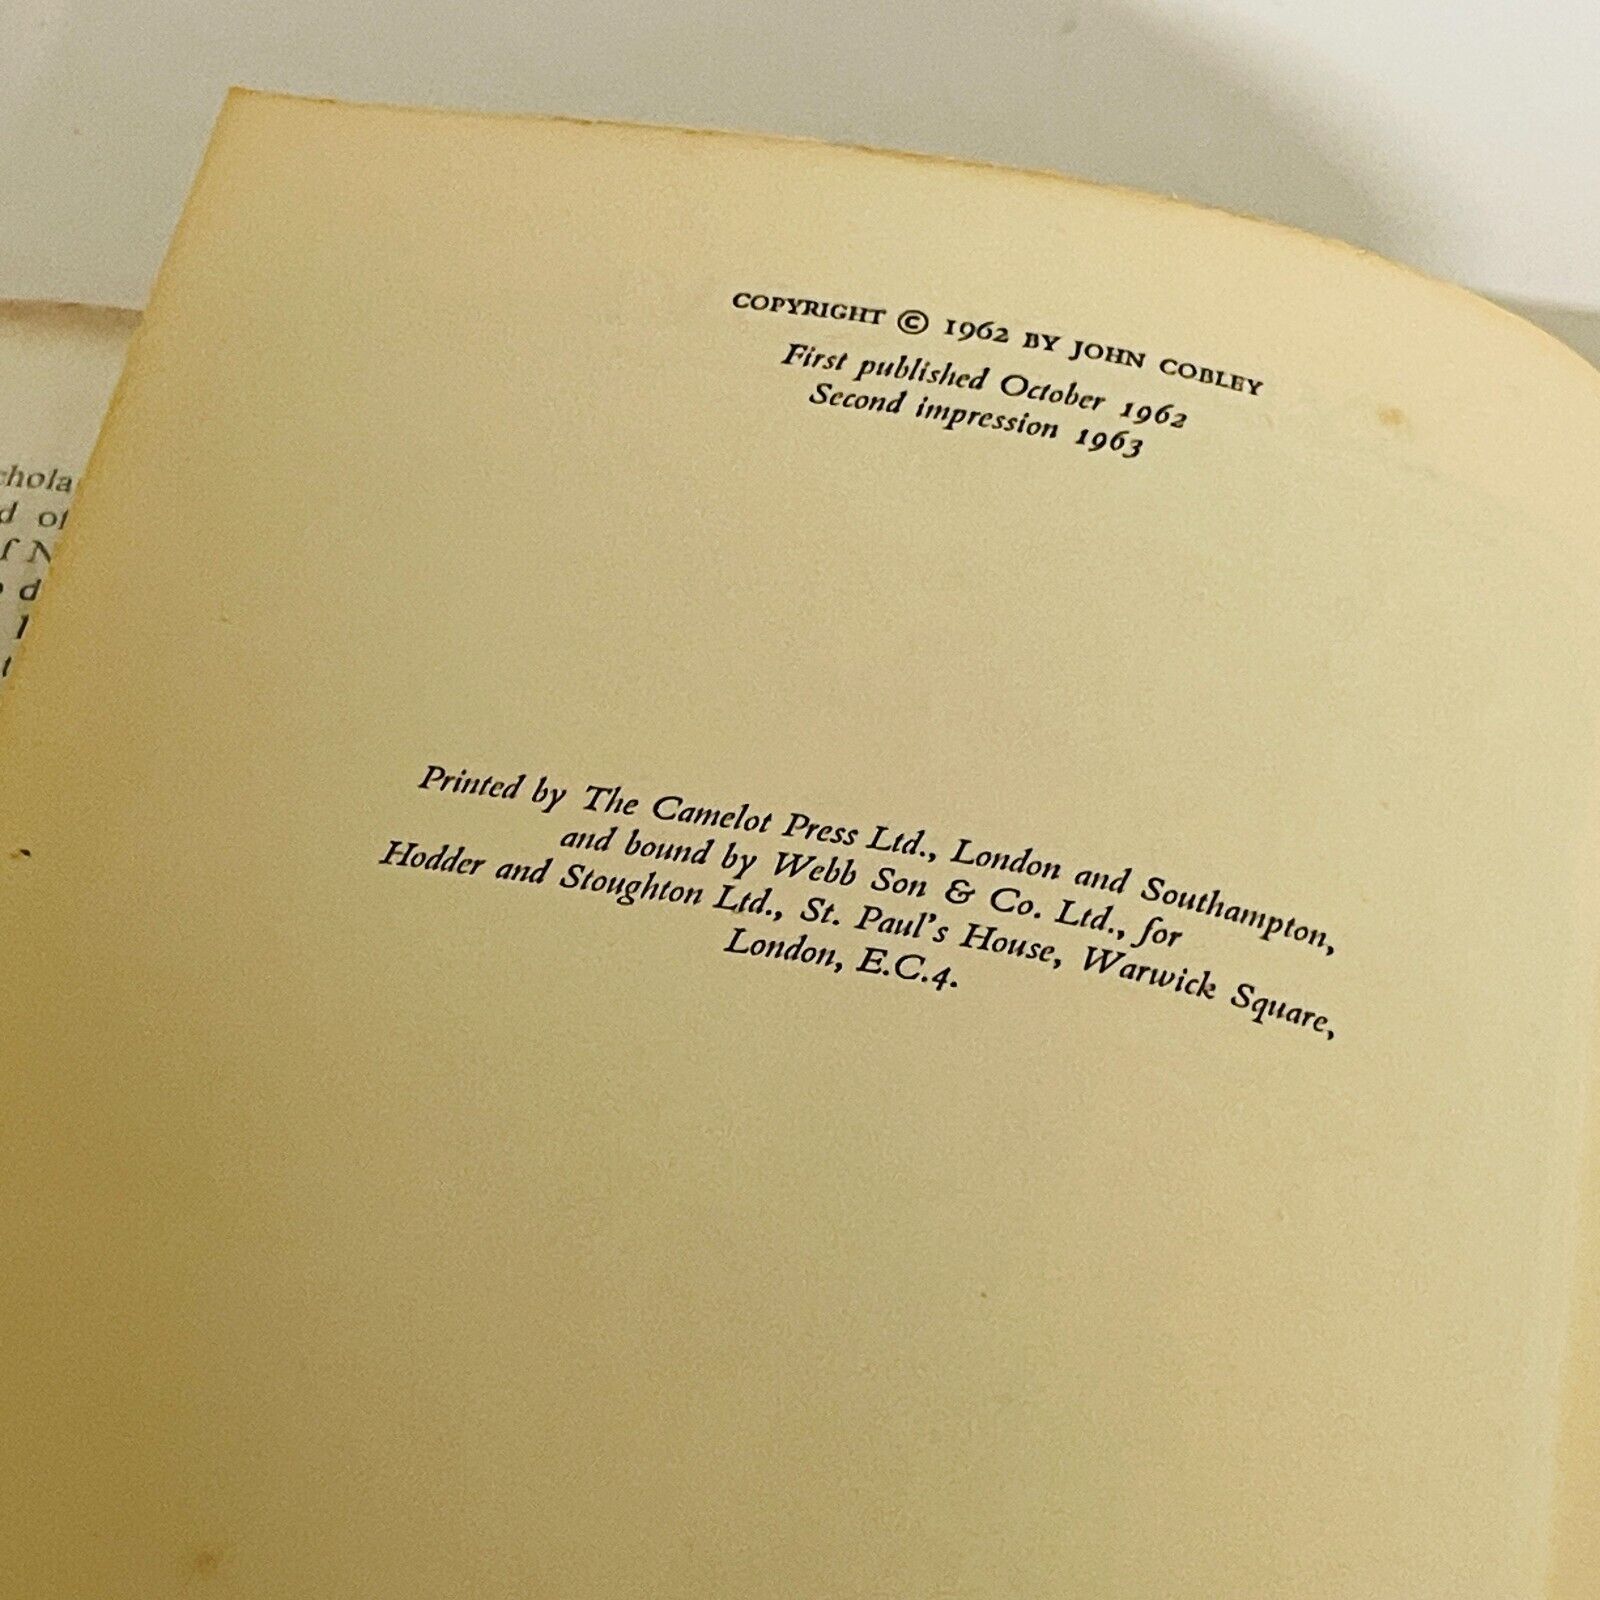 COPYRIGHT © 1962 BY JOHN COBLEY
First published October 1962
Second impression 1963
Printed by The Camelot Press Ltd., London and Southampton,
and bound by Webb Son & Co. Ltd., for
Hodder and Stoughton Ltd., St. Paul's House, Warwick Square,
London, E.C.4.